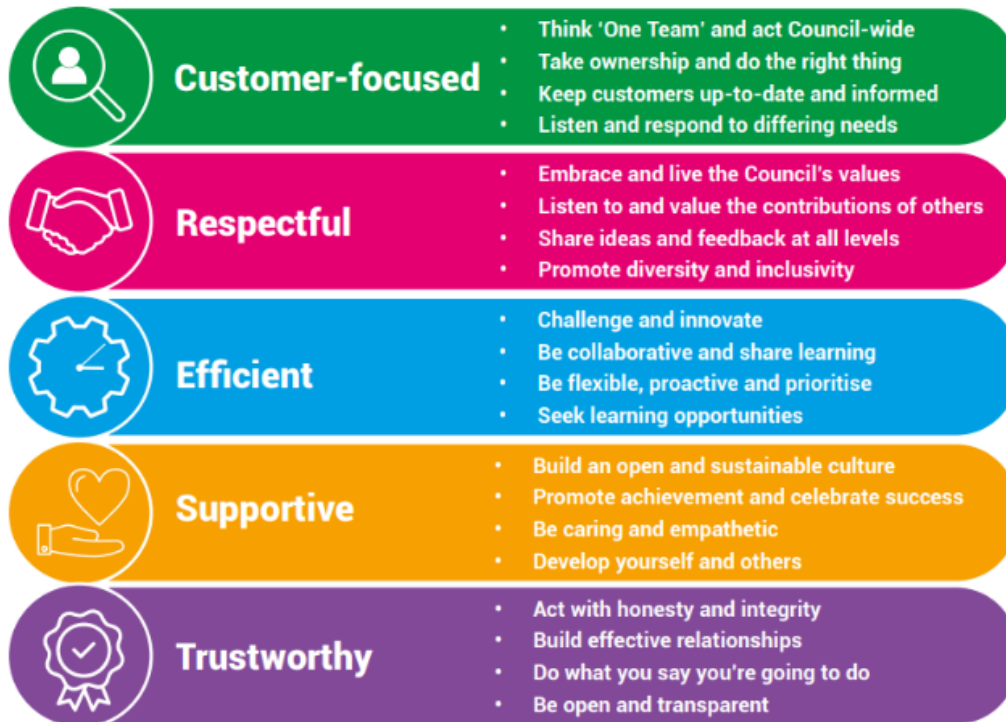 Customer-focused
• Think ‘One Team’ and act Council-wide
• Take ownership and do the right thing
• Keep customers up-to-date and informed
• Listen and respond to differing needs
Respectful
• Embrace and live the Council's values
• Listen to and value the contributions of others
• Share ideas and feedback at all levels
• Promote diversity and inclusivity
Efficient
• Challenge and innovate
• Be collaborative and share learning
• Be flexible, proactive and prioritise
• Seek learning opportunities
Supportive
• Build an open and sustainable culture
• Promote achievement and celebrate success
• Be caring and empathetic
• Develop yourself and others
Trustworthy
• Act with honesty and integrity
• Build effective relationships
• Do what you say you're going to do
• Be open and transparent